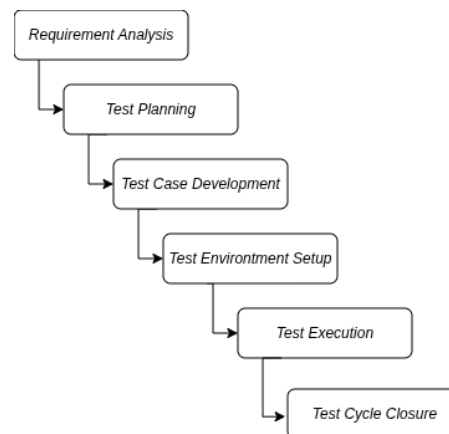 Requirement Analysis
Test Planning
Test Case Development
Test Environtment Setup
Test Execution
Test Cycle Closure